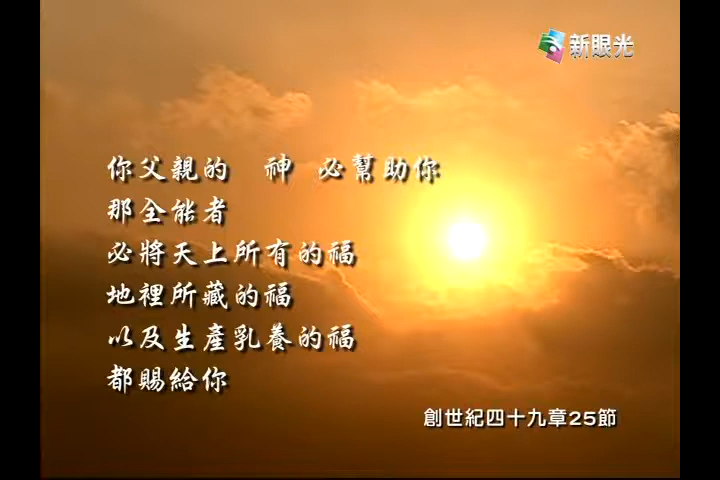 新眼光
你父親的　神 必幫助你
那全能者
必將天上所有的福
地裡所藏的福
以及生產乳養的福
都賜給你
創世紀四十九章25節